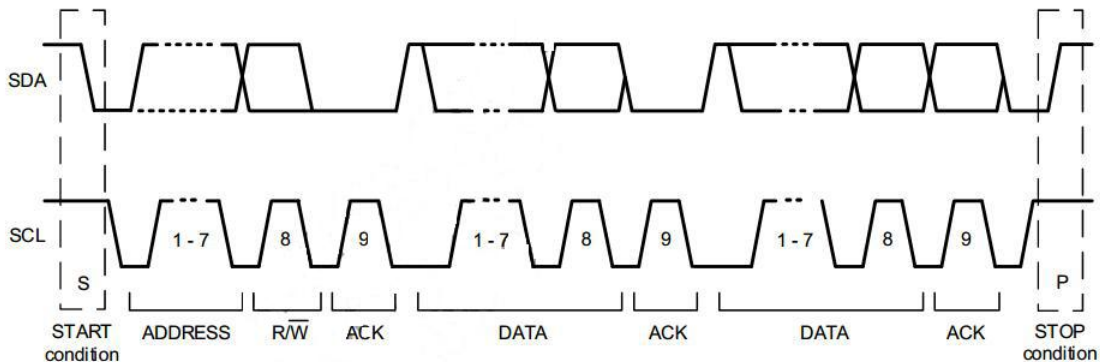 SDA
SCL
1 - 7 8 9 1 - 7 8 9 1 - 7 8 9
S P
START condition ADDRESS R/W̅ ACK DATA ACK DATA ACK STOP condition